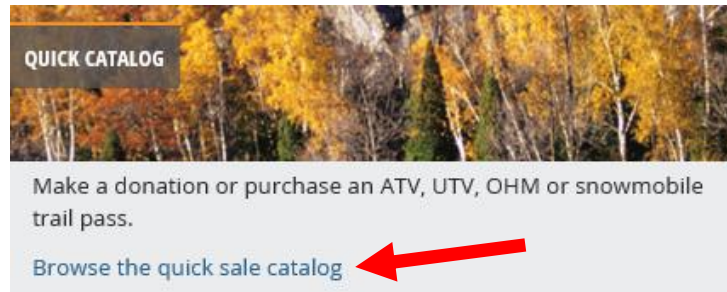 QUICK CATALOG
Make a donation or purchase an ATV, UTV, OHM or snowmobile
trail pass.
Browse the quick sale catalog